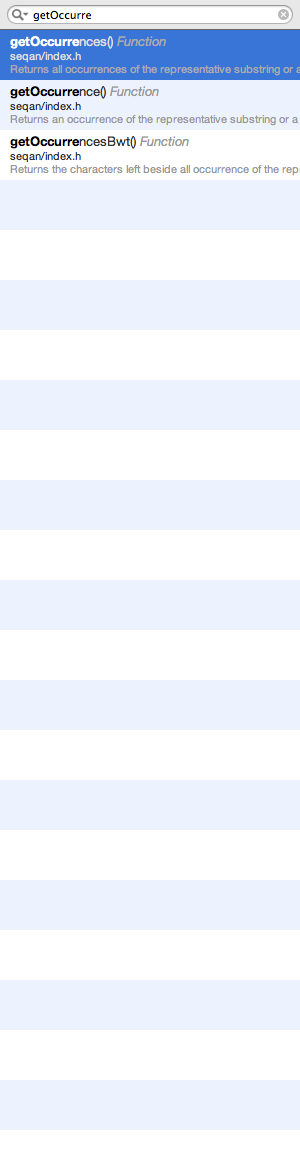 getOccurre
getOccurrences() Function
seqan/index.h
Returns all occurrences of the representative substring or a
getOccurrence() Function
seqan/index.h
Returns an occurrence of the representative substring or a
getOccurrencesBwt() Function
seqan/index.h
Returns the characters left beside all occurrence of the rep